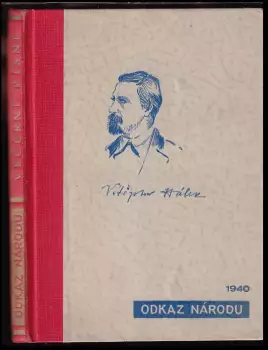 VEČERNÍ PÍSNĚ
ODKAZ NÁRODU
Vítězslav Hálek
1940
ODKAZ NÁRODU